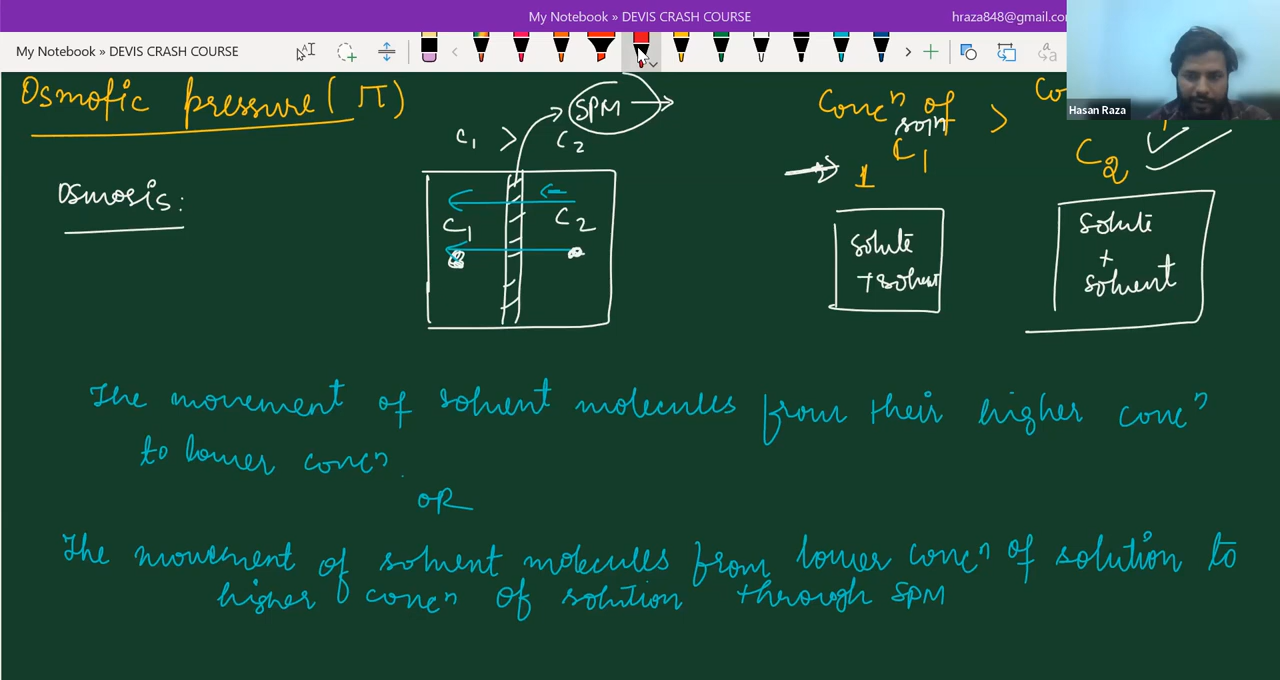 My Notebook » DEVIS CRASH COURSE
hraza848@gmail.co
My Notebook » DEVIS CRASH COURSE
Hasan Raza
Osmotic pressure ( π )
SPM
C1 > C2
Concn of >
soln
C1
1
C2
Osmosis:
C1
C2
solute
+ solvent
solute
+
solvent
The movement of solvent molecules from their higher concn
to lower concn.
OR
The movement of solvent molecules from lower concn of solution to
higher concn of solution through SPM